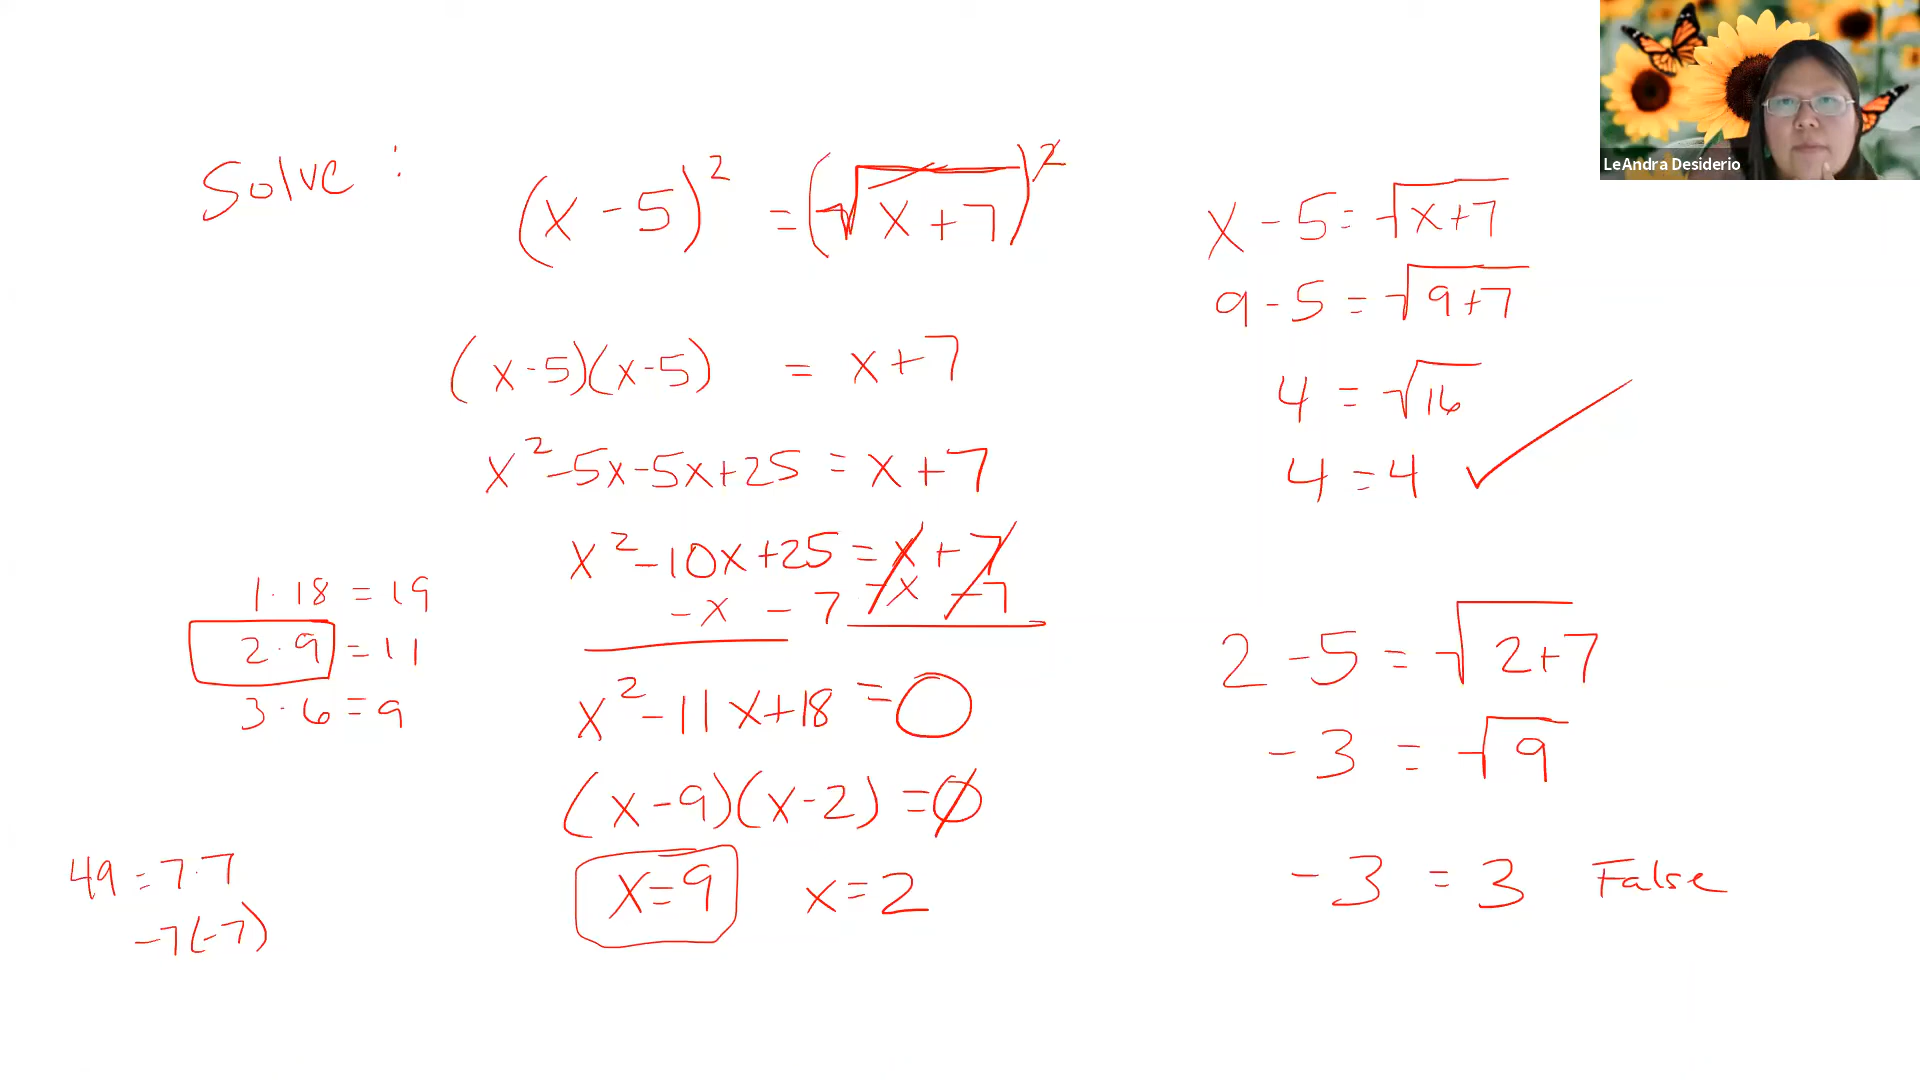 LeAndra Desiderio
Solve :
(x - 5)² = (√x + 7)²
(x-5)(x-5) = x+7
x² -5x-5x+25 = x+7
x² -10x+25 = x + 7
-x - 7 -x -7
x² -11x+18 = 0
(x-9)(x-2) = 0
x=9 x=2
1·18 = 19
2·9 = 11
3·6 = 9
49 = 7·7
-7(-7)
x - 5 = √x+7
9 - 5 = √9+7
4 = √16
4 = 4 ✓
2 - 5 = √2+7
-3 = √9
-3 = 3 False